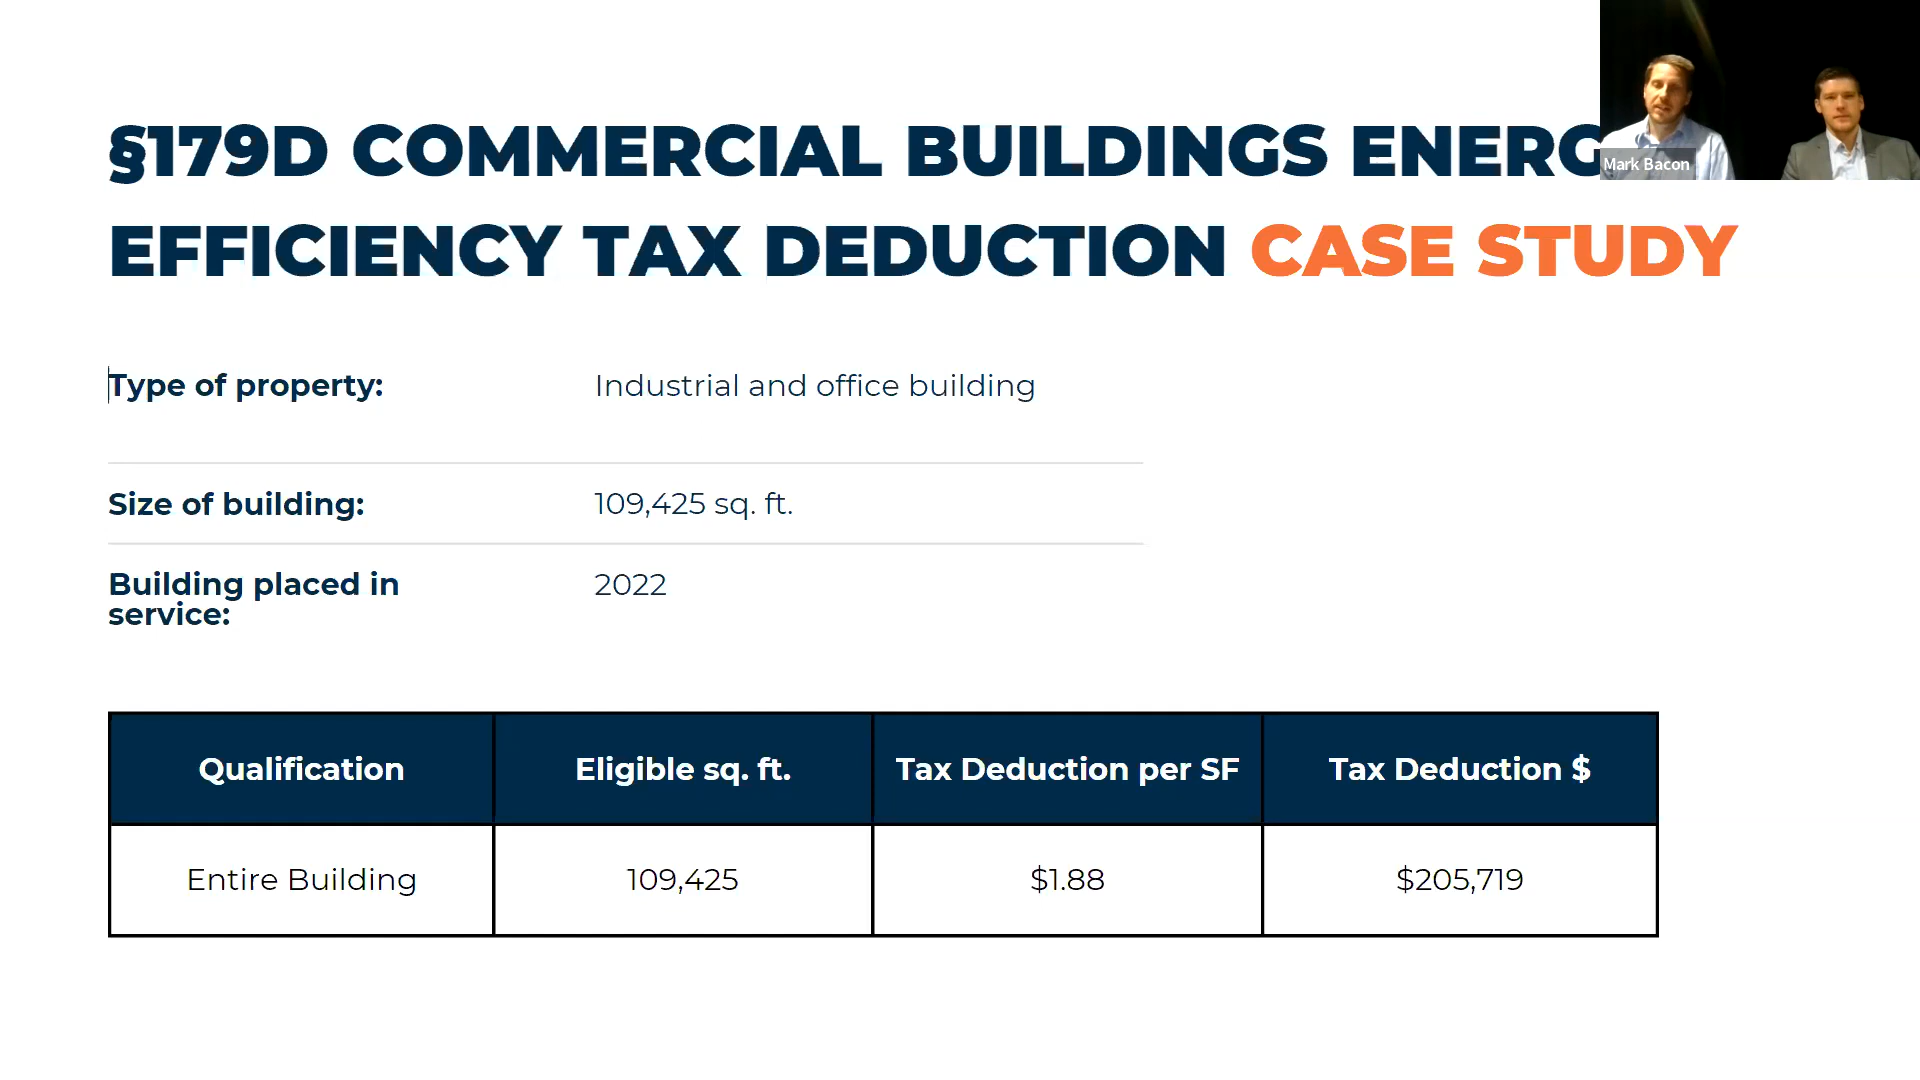 §179D COMMERCIAL BUILDINGS ENERG
EFFICIENCY TAX DEDUCTION CASE STUDY
Mark Bacon
Type of property: Industrial and office building
Size of building: 109,425 sq. ft.
Building placed in 2022
service:
Qualification Eligible sq. ft. Tax Deduction per SF Tax Deduction $
Entire Building 109,425 $1.88 $205,719